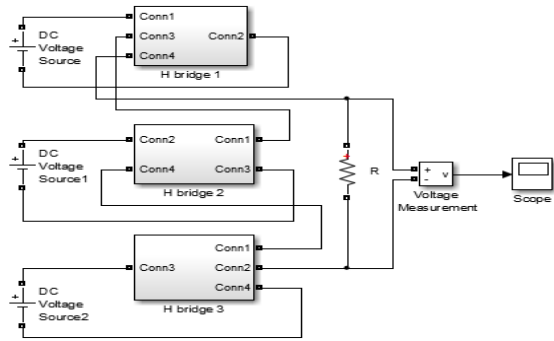 Conn1
Conn3
Conn4
Conn2
H bridge 1
+
DC
Voltage
Source
Conn2
Conn4
Conn1
Conn3
H bridge 2
+
DC
Voltage
Source1
R
+
-
v
Voltage
Measurement
Scope
Conn3
Conn1
Conn2
Conn4
H bridge 3
+
DC
Voltage
Source2